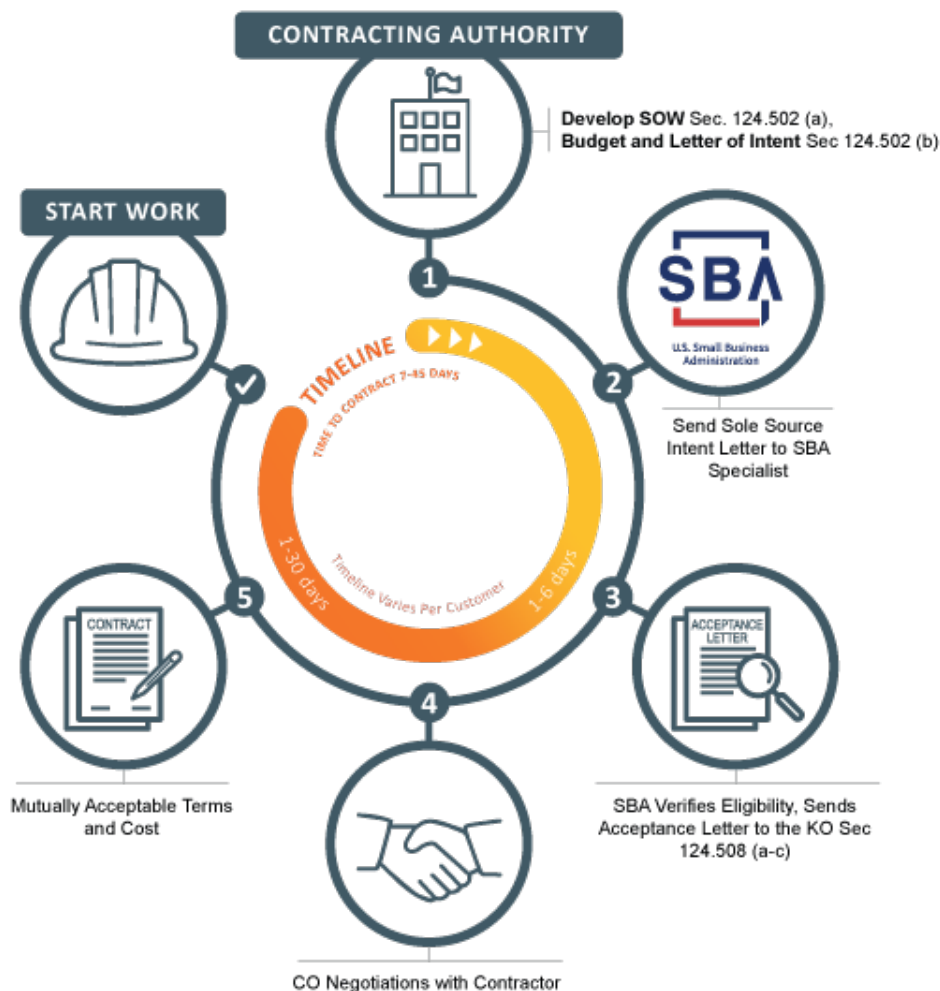 CONTRACTING AUTHORITY
Develop SOW Sec. 124.502 (a),
Budget and Letter of Intent Sec 124.502 (b)
START WORK
1
SBA
U.S. Small Business
Administration
2
Send Sole Source
Intent Letter to SBA
Specialist
TIMELINE
TIME TO CONTRACT 7-45 DAYS
1-30 days
Timeline Varies Per Customer
1-6 days
3
ACCEPTANCE
LETTER
SBA Verifies Eligibility, Sends
Acceptance Letter to the KO Sec
124.508 (a-c)
4
CO Negotiations with Contractor
5
CONTRACT
Mutually Acceptable Terms
and Cost